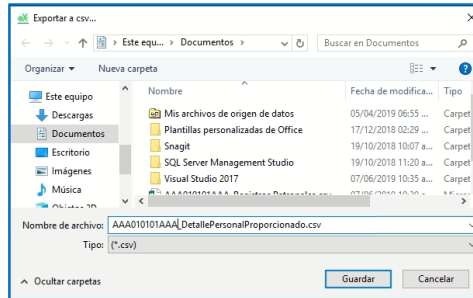 Exportar a csv...
Este equ... > Documentos >
Buscar en Documentos
Organizar
Nueva carpeta
Nombre
Fecha de modifica...
Tipo
Este equipo
Descargas
Documentos
Escritorio
Imágenes
Música
Mis archivos de origen de datos 05/04/2019 06:55 ... Carpet
Plantillas personalizadas de Office 17/12/2018 02:29 ... Carpet
Snagit 19/10/2018 10:07 a... Carpet
SQL Server Management Studio 19/10/2018 11:20 a... Carpet
Visual Studio 2017 07/06/2019 10:35 a... Carpet
Nombre de archivo: AAA010101AAA_DetallePersonalProporcionado.csv
Tipo: (*.csv)
Ocultar carpetas
Guardar
Cancelar